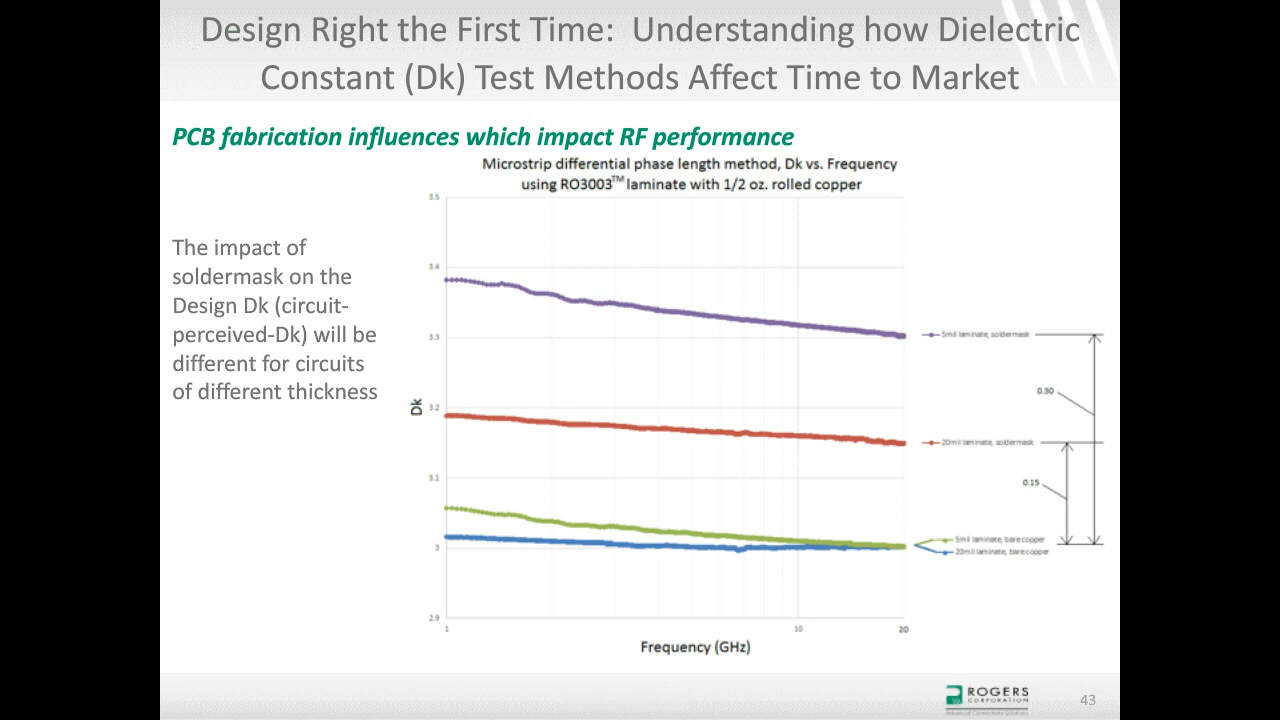 Design Right the First Time: Understanding how Dielectric
Constant (Dk) Test Methods Affect Time to Market
PCB fabrication influences which impact RF performance
Microstrip differential phase length method, Dk vs. Frequency
using RO3003™ laminate with 1/2 oz. rolled copper
The impact of
soldermask on the
Design Dk (circuit-
perceived-Dk) will be
different for circuits
of different thickness
3.5
3.4
3.3
3.2
3.1
3
2.9
Dk
1
10
20
Frequency (GHz)
5mil laminate, soldermask
0.30
20mil laminate, soldermask
0.15
5mil laminate, bare copper
20mil laminate, bare copper
ROGERS
CORPORATION
Advanced Connectivity Solutions
43